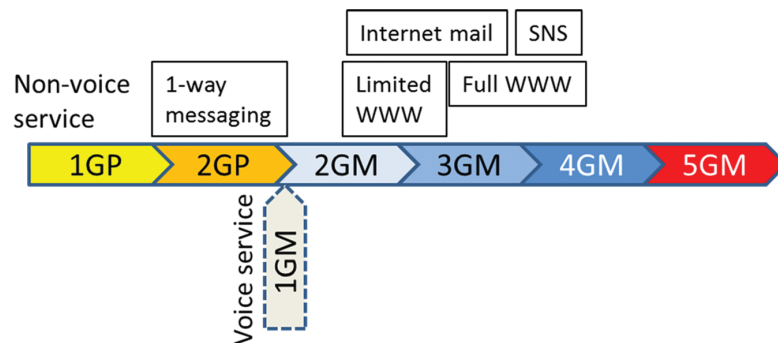 Internet mail
SNS
Non-voice
service
1-way
messaging
Limited
WWW
Full WWW
1GP
2GP
2GM
3GM
4GM
5GM
Voice service
1GM